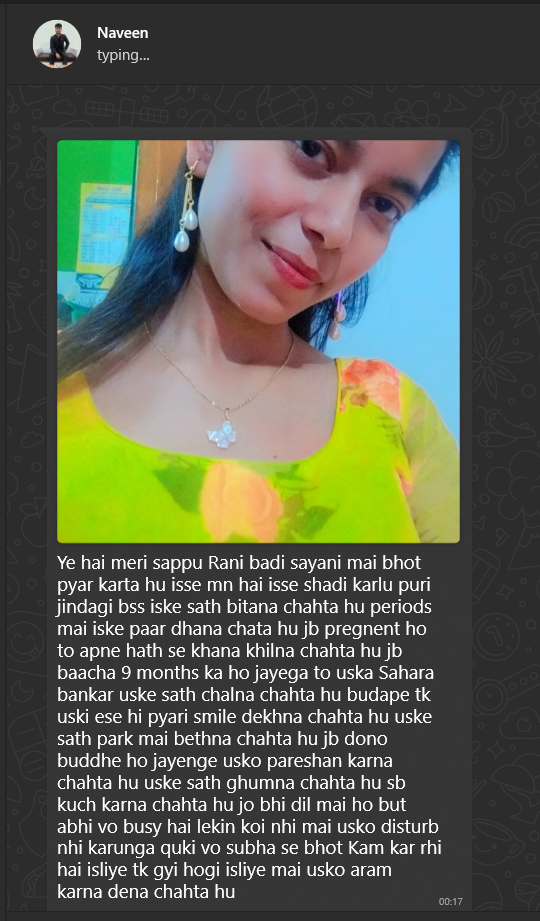 Naveen
typing...
Ye hai meri sappu Rani badi sayani mai bhot
pyar karta hu isse mn hai isse shadi karlu puri
jindagi bss iske sath bitana chahta hu periods
mai iske paar dhana chata hu jb pregnent ho
to apne hath se khana khilna chahta hu jb
baacha 9 months ka ho jayega to uska Sahara
bankar uske sath chalna chahta hu budape tk
uski ese hi pyari smile dekhna chahta hu uske
sath park mai bethna chahta hu jb dono
buddhe ho jayenge usko pareshan karna
chahta hu uske sath ghumna chahta hu sb
kuch karna chahta hu jo bhi dil mai ho but
abhi vo busy hai lekin koi nhi mai usko disturb
nhi karunga quki vo subha se bhot Kam kar rhi
hai isliye tk gyi hogi isliye mai usko aram
karna dena chahta hu
00:17